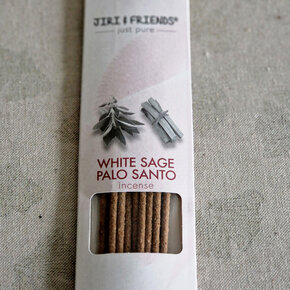 JIRI & FRIENDS®
just pure
WHITE SAGE
PALO SANTO
incense